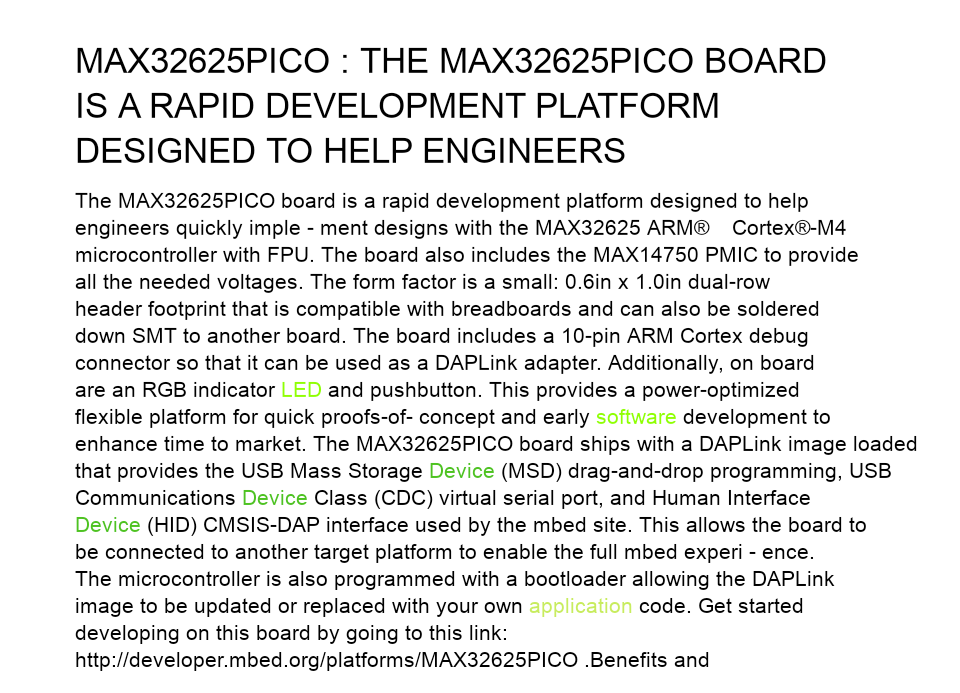 MAX32625PICO : THE MAX32625PICO BOARD
IS A RAPID DEVELOPMENT PLATFORM
DESIGNED TO HELP ENGINEERS
The MAX32625PICO board is a rapid development platform designed to help
engineers quickly imple - ment designs with the MAX32625 ARM® Cortex®-M4
microcontroller with FPU. The board also includes the MAX14750 PMIC to provide
all the needed voltages. The form factor is a small: 0.6in x 1.0in dual-row
header footprint that is compatible with breadboards and can also be soldered
down SMT to another board. The board includes a 10-pin ARM Cortex debug
connector so that it can be used as a DAPLink adapter. Additionally, on board
are an RGB indicator LED and pushbutton. This provides a power-optimized
flexible platform for quick proofs-of- concept and early software development to
enhance time to market. The MAX32625PICO board ships with a DAPLink image loaded
that provides the USB Mass Storage Device (MSD) drag-and-drop programming, USB
Communications Device Class (CDC) virtual serial port, and Human Interface
Device (HID) CMSIS-DAP interface used by the mbed site. This allows the board to
be connected to another target platform to enable the full mbed experi - ence.
The microcontroller is also programmed with a bootloader allowing the DAPLink
image to be updated or replaced with your own application code. Get started
developing on this board by going to this link:
http://developer.mbed.org/platforms/MAX32625PICO .Benefits and